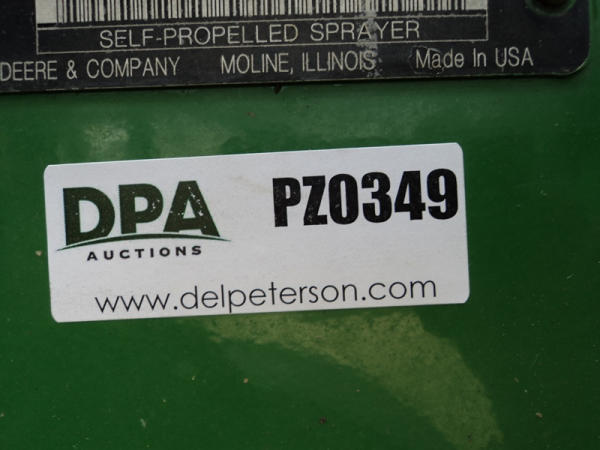 SELF-PROPELLED SPRAYER
DEERE & COMPANY MOLINE, ILLINOIS Made In USA
DPA
AUCTIONS
PZ0349
www.delpeterson.com